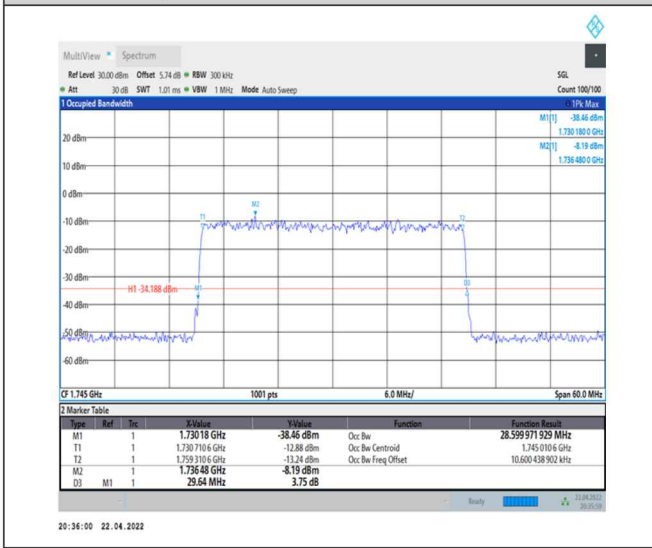 MultiView Spectrum
Ref Level 30.00 dBm Offset 5.74 dB RBW 300 kHz SGL
Att 30 dB SWT 1.01 ms VBW 1 MHz Mode Auto Sweep Count 100/100
1 Occupied Bandwidth 1Pk Max
M1[1] -38.46 dBm
1.730 180 0 GHz
20 dBm M2[1] -8.19 dBm
1.736 480 0 GHz
10 dBm
0 dBm
M2
T1 T2
-10 dBm
-20 dBm
-30 dBm
H1 -34.188 dBm M1 D3
-40 dBm
-50 dBm
-60 dBm
CF 1.745 GHz 1001 pts 6.0 MHz/ Span 60.0 MHz
2 Marker Table
Type Ref Trc X-Value Y-Value Function Function Result
M1 1 1.73018 GHz -38.46 dBm Occ Bw 28.599 971 929 MHz
T1 1 1.730 710 6 GHz -12.88 dBm Occ Bw Centroid 1.745 010 6 GHz
T2 1 1.759 310 6 GHz -13.24 dBm Occ Bw Freq Offset 10.600 438 902 kHz
M2 1 1.73648 GHz -8.19 dBm
D3 M1 1 29.64 MHz 3.75 dB
Ready 22.04.2022
20:35:59
20:36:00 22.04.2022